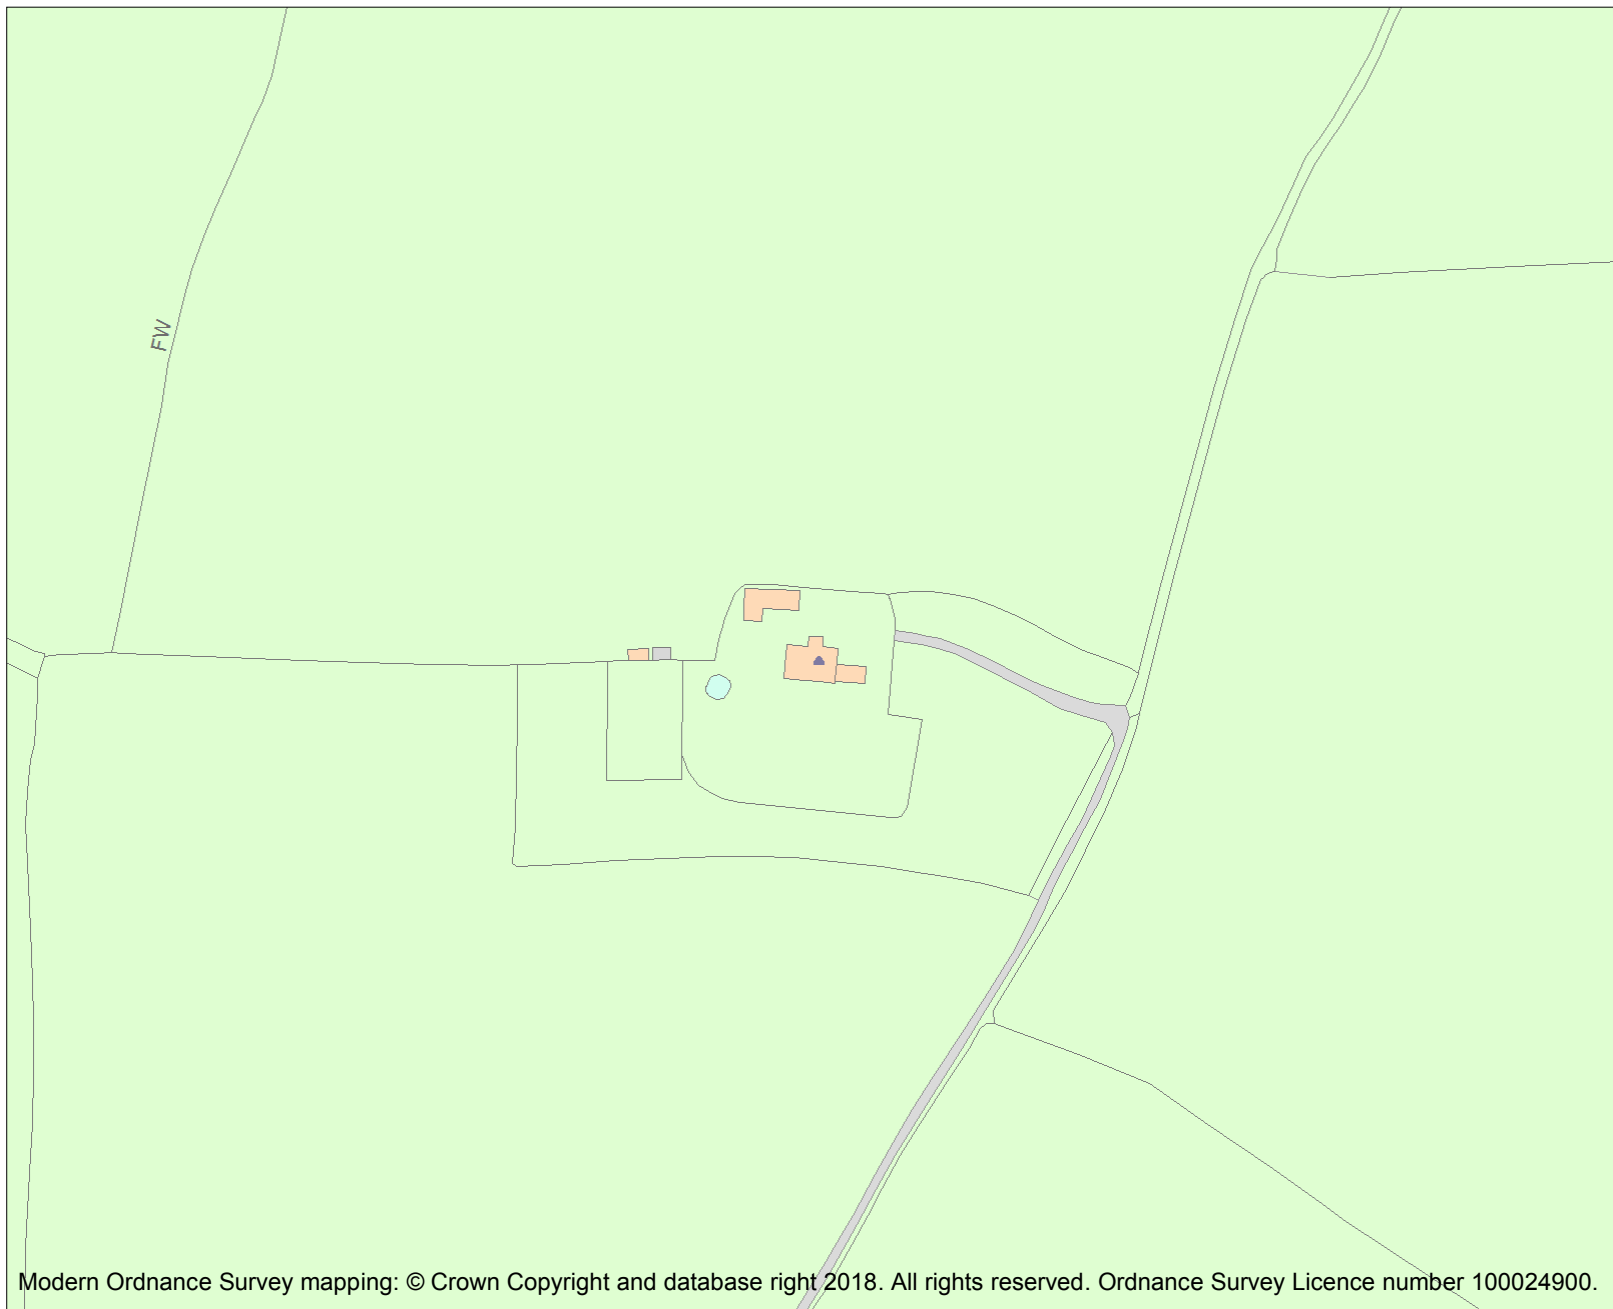 FW
Modern Ordnance Survey mapping: © Crown Copyright and database right 2018. All rights reserved. Ordnance Survey Licence number 100024900.